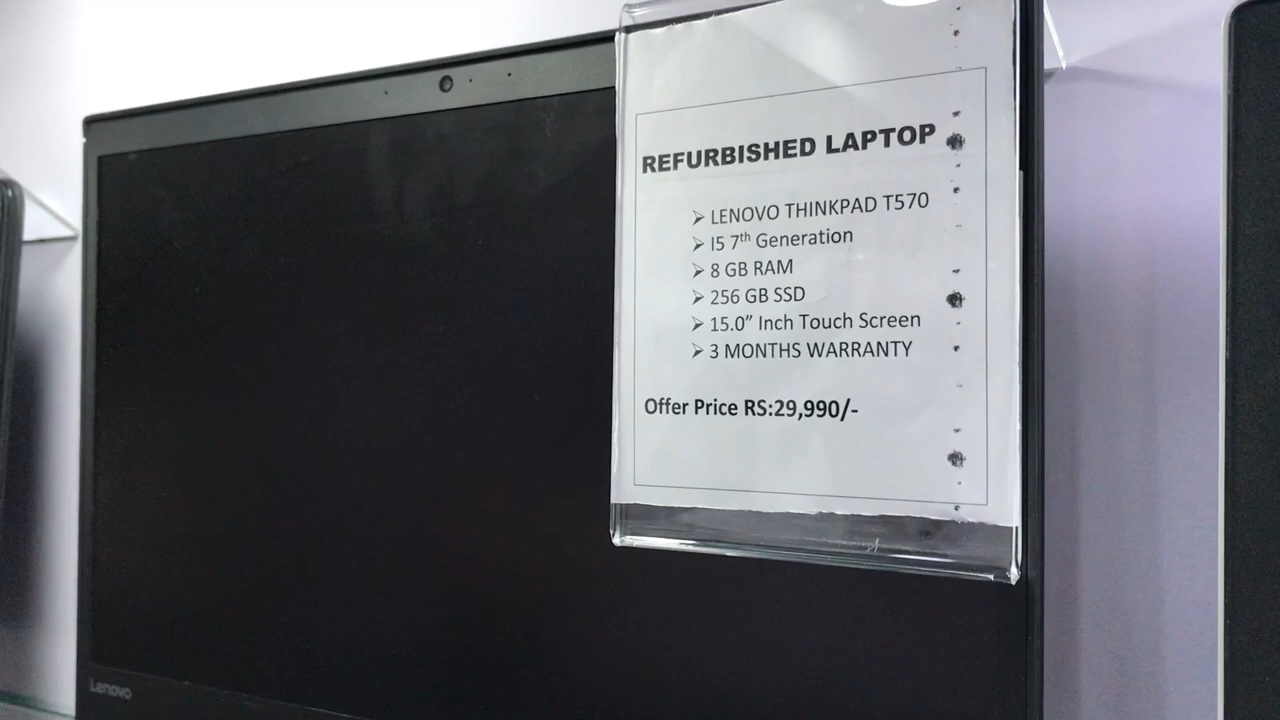 REFURBISHED LAPTOP
➢ LENOVO THINKPAD T570
➢ I5 7th Generation
➢ 8 GB RAM
➢ 256 GB SSD
➢ 15.0” Inch Touch Screen
➢ 3 MONTHS WARRANTY
Offer Price RS:29,990/-
Lenovo